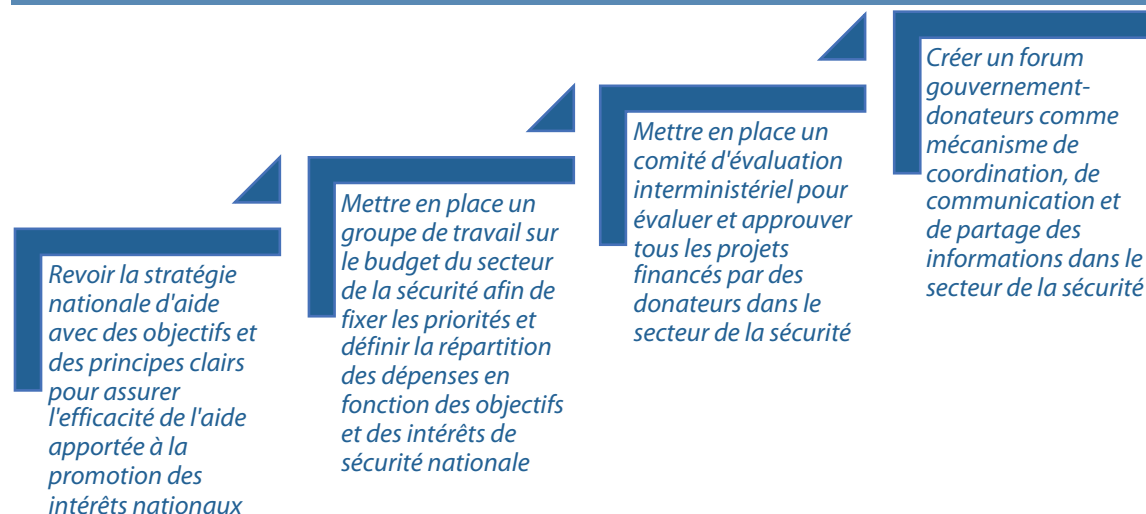 Revoir la stratégie
nationale d'aide
avec des objectifs et
des principes clairs
pour assurer
l'efficacité de l'aide
apportée à la
promotion des
intérêts nationaux
Mettre en place un
groupe de travail sur
le budget du secteur
de la sécurité afin de
fixer les priorités et
définir la répartition
des dépenses en
fonction des objectifs
et des intérêts de
sécurité nationale
Mettre en place un
comité d'évaluation
interministériel pour
évaluer et approuver
tous les projets
financés par des
donateurs dans le
secteur de la sécurité
Créer un forum
gouvernement-
donateurs comme
mécanisme de
coordination, de
communication et
de partage des
informations dans le
secteur de la sécurité